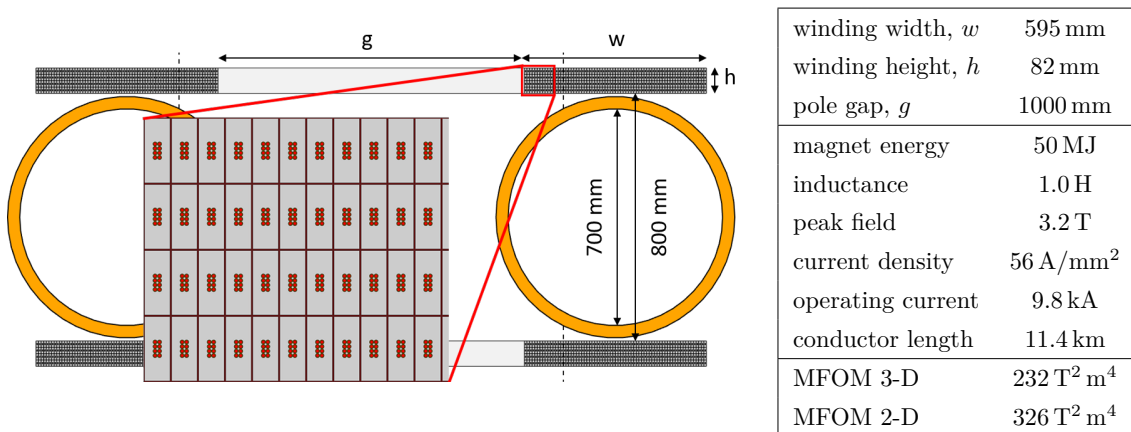 g
w
h
700 mm
800 mm
winding width, w 595 mm
winding height, h 82 mm
pole gap, g 1000 mm
magnet energy 50 MJ
inductance 1.0 H
peak field 3.2 T
current density 56 A/mm²
operating current 9.8 kA
conductor length 11.4 km
MFOM 3-D 232 T² m⁴
MFOM 2-D 326 T² m⁴